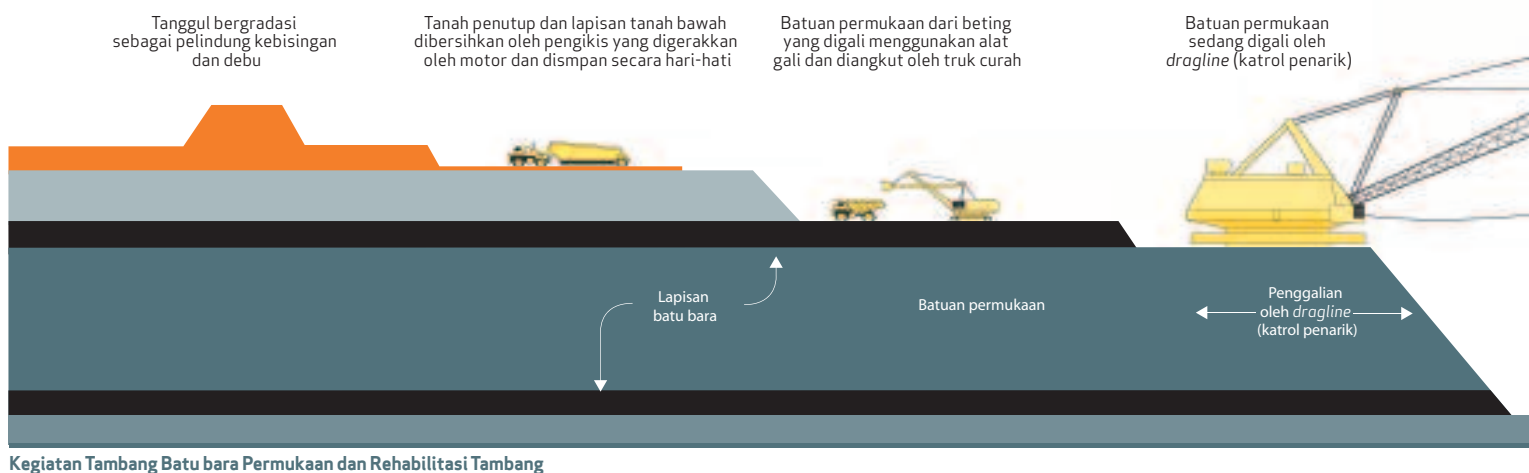 Tanggul bergradasi
sebagai pelindung kebisingan
dan debu
Tanah penutup dan lapisan tanah bawah
dibersihkan oleh pengikis yang digerakkan
oleh motor dan dismpan secara hari-hati
Batuan permukaan dari beting
yang digali menggunakan alat
gali dan diangkut oleh truk curah
Batuan permukaan
sedang digali oleh
dragline (katrol penarik)
Lapisan
batu bara
Batuan permukaan
Penggalian
oleh dragline
(katrol penarik)
Kegiatan Tambang Batu bara Permukaan dan Rehabilitasi Tambang